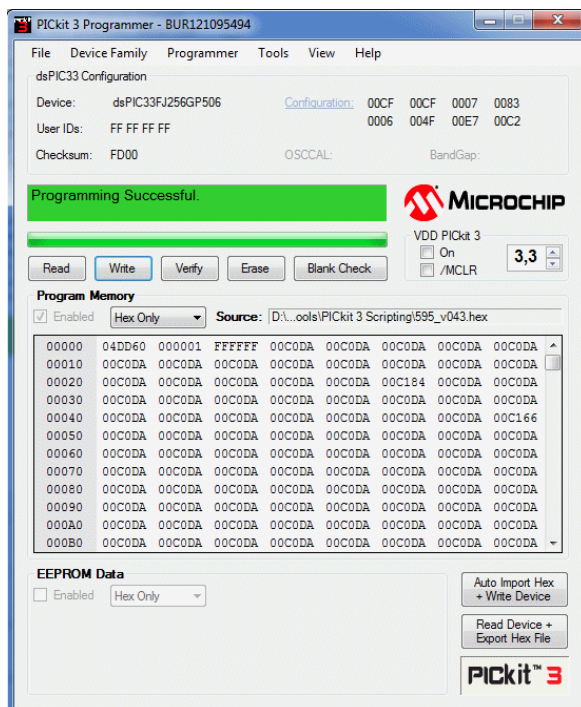 PICkit 3 Programmer - BUR121095494
File Device Family Programmer Tools View Help
dsPIC33 Configuration
Device: dsPIC33FJ256GP506 Configuration: 00CF 00CF 0007 0083
User IDs: FF FF FF FF 0006 004F 00E7 00C2
Checksum: FD00 OSCCAL: BandGap:
Programming Successful.
MICROCHIP
VDD PICkit 3
On
/MCLR
3,3
Read Write Verify Erase Blank Check
Program Memory
Enabled Hex Only Source: D:\...ools\PICkit 3 Scripting\595_v043.hex
00000 04DD60 000001 FFFFFF 00C0DA 00C0DA 00C0DA 00C0DA 00C0DA
00010 00C0DA 00C0DA 00C0DA 00C0DA 00C0DA 00C0DA 00C0DA 00C0DA
00020 00C0DA 00C0DA 00C0DA 00C0DA 00C0DA 00C184 00C0DA 00C0DA
00030 00C0DA 00C0DA 00C0DA 00C0DA 00C0DA 00C0DA 00C0DA 00C0DA
00040 00C0DA 00C0DA 00C0DA 00C0DA 00C0DA 00C0DA 00C0DA 00C166
00050 00C0DA 00C0DA 00C0DA 00C0DA 00C0DA 00C0DA 00C0DA 00C0DA
00060 00C0DA 00C0DA 00C0DA 00C0DA 00C0DA 00C0DA 00C0DA 00C0DA
00070 00C0DA 00C0DA 00C0DA 00C0DA 00C0DA 00C0DA 00C0DA 00C0DA
00080 00C0DA 00C0DA 00C0DA 00C0DA 00C0DA 00C0DA 00C0DA 00C0DA
00090 00C0DA 00C0DA 00C0DA 00C0DA 00C0DA 00C0DA 00C0DA 00C0DA
000A0 00C0DA 00C0DA 00C0DA 00C0DA 00C0DA 00C0DA 00C0DA 00C0DA
000B0 00C0DA 00C0DA 00C0DA 00C0DA 00C0DA 00C0DA 00C0DA 00C0DA
EEPROM Data
Enabled Hex Only
Auto Import Hex
+ Write Device
Read Device +
Export Hex File
PICkit™ 3